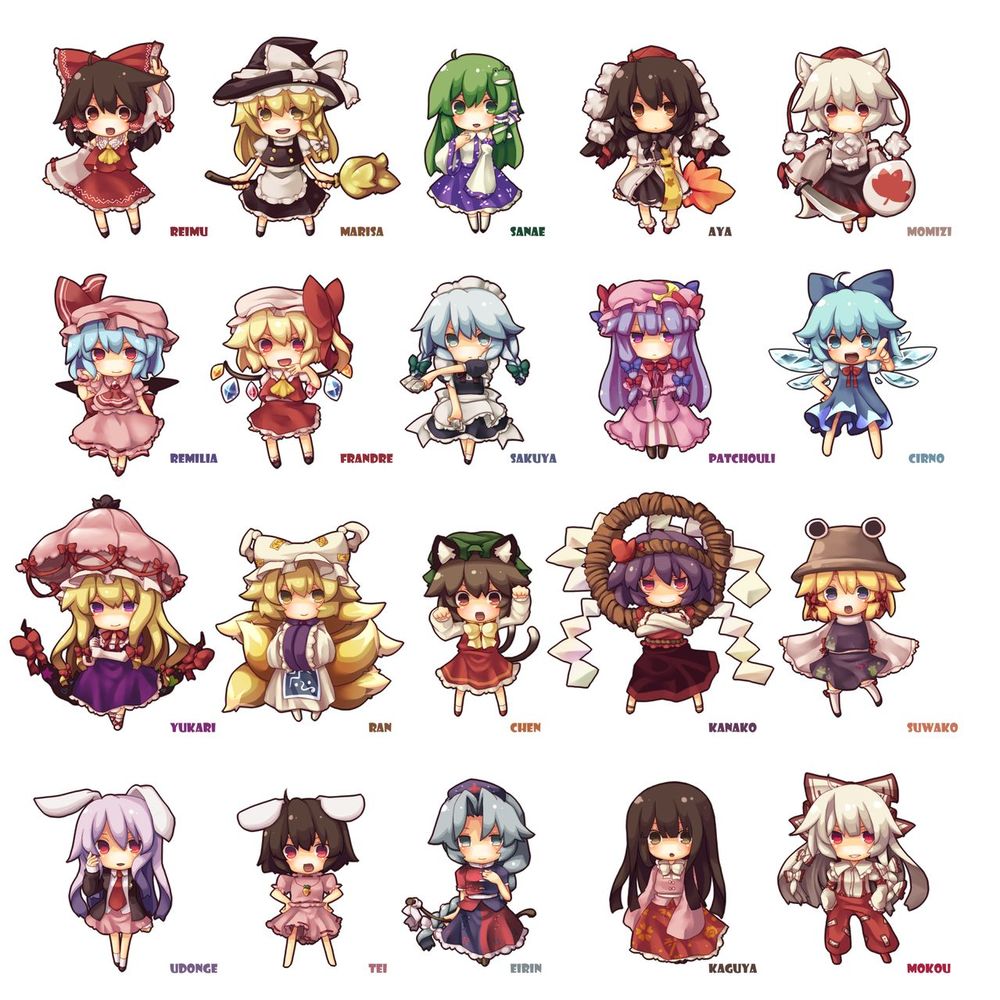 REIMU MARISA SANAE AYA MOMIZI
REMILIA FRANDRE SAKUYA PATCHOULI CIRNO
YUKARI RAN CHEN KANAKO SUWAKO
UDONGE TEI EIRIN KAGUYA MOKOU